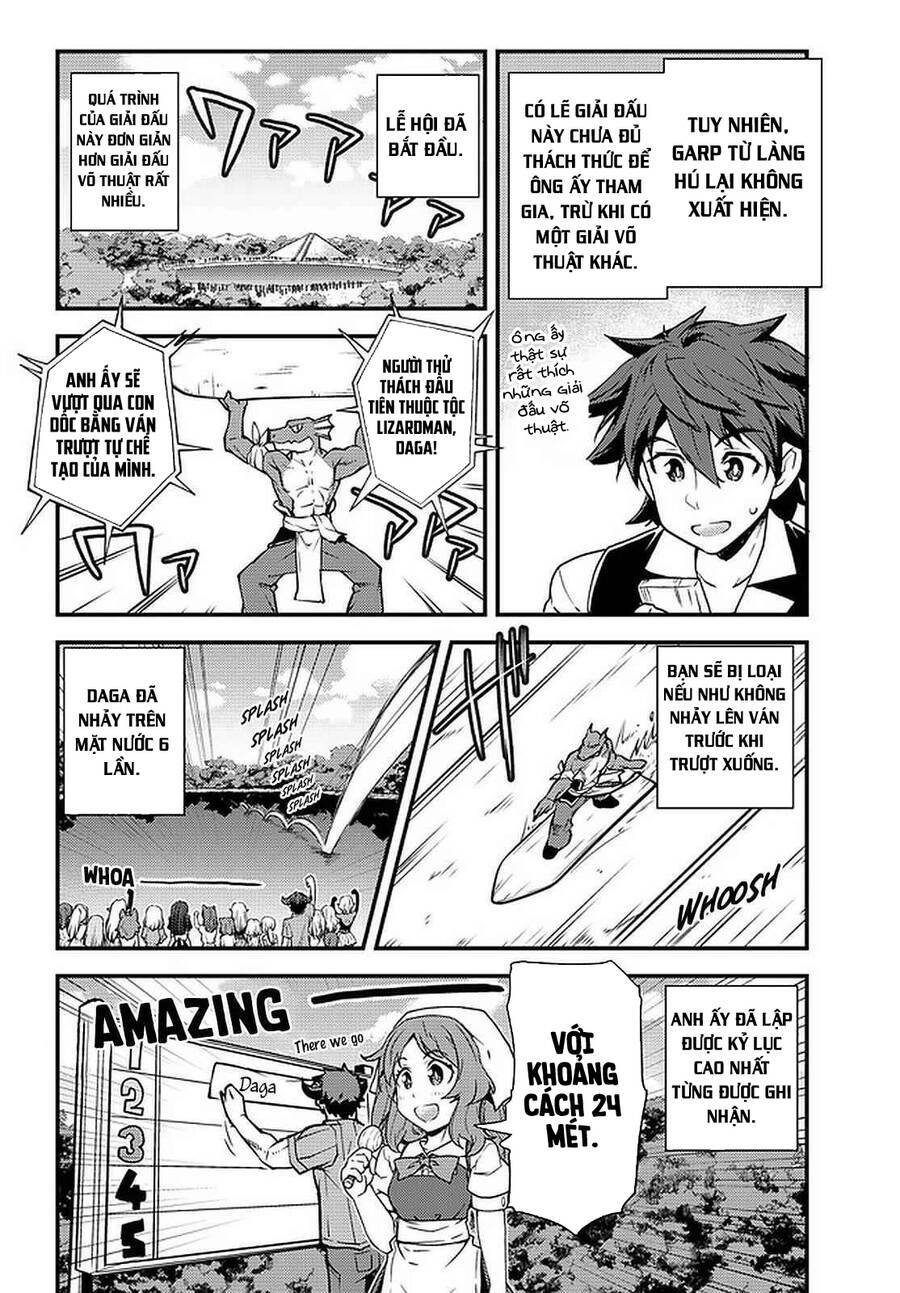 TUY NHIÊN,
GARP TỪ LÀNG
HÚ LẠI KHÔNG
XUẤT HIỆN.
CÓ LẼ GIẢI ĐẤU
NÀY CHƯA ĐỦ
THÁCH THỨC ĐỂ
ÔNG ẤY THAM
GIA, TRỪ KHI CÓ
MỘT GIẢI VÕ
THUẬT KHÁC.
Ông ấy
thật sự
rất thích
những giải
đấu võ
thuật.
LỄ HỘI ĐÃ
BẮT ĐẦU.
QUÁ TRÌNH
CỦA GIẢI ĐẤU
NÀY ĐƠN GIẢN
HƠN GIẢI ĐẤU
VÕ THUẬT RẤT
NHIỀU.
ワァァ
ワァ
NGƯỜI THỬ
THÁCH ĐẦU
TIÊN THUỘC TỘC
LIZARDMAN,
DAGA!
ANH ẤY SẼ
VƯỢT QUA CON
DỐC BẰNG VÁN
TRƯỢT TỰ CHẾ
TẠO CỦA MÌNH.
ワァ
ワァァ
BẠN SẼ BỊ LOẠI
NẾU NHƯ KHÔNG
NHẢY LÊN VÁN
TRƯỚC KHI
TRƯỢT XUỐNG.
WHOOSH
DAGA ĐÃ
NHẢY TRÊN
MẶT NƯỚC 6
LẦN.
SPLASH
SPLASH
SPLASH
SPLASH
SPLASH
WHOA
ANH ẤY ĐÃ LẬP
ĐƯỢC KỶ LỤC
CAO NHẤT
TỪNG ĐƯỢC GHI
NHẬN.
VỚI
KHOẢNG
CÁCH 24
MÉT.
AMAZING
There we go
Daga
1
2
3
4
5